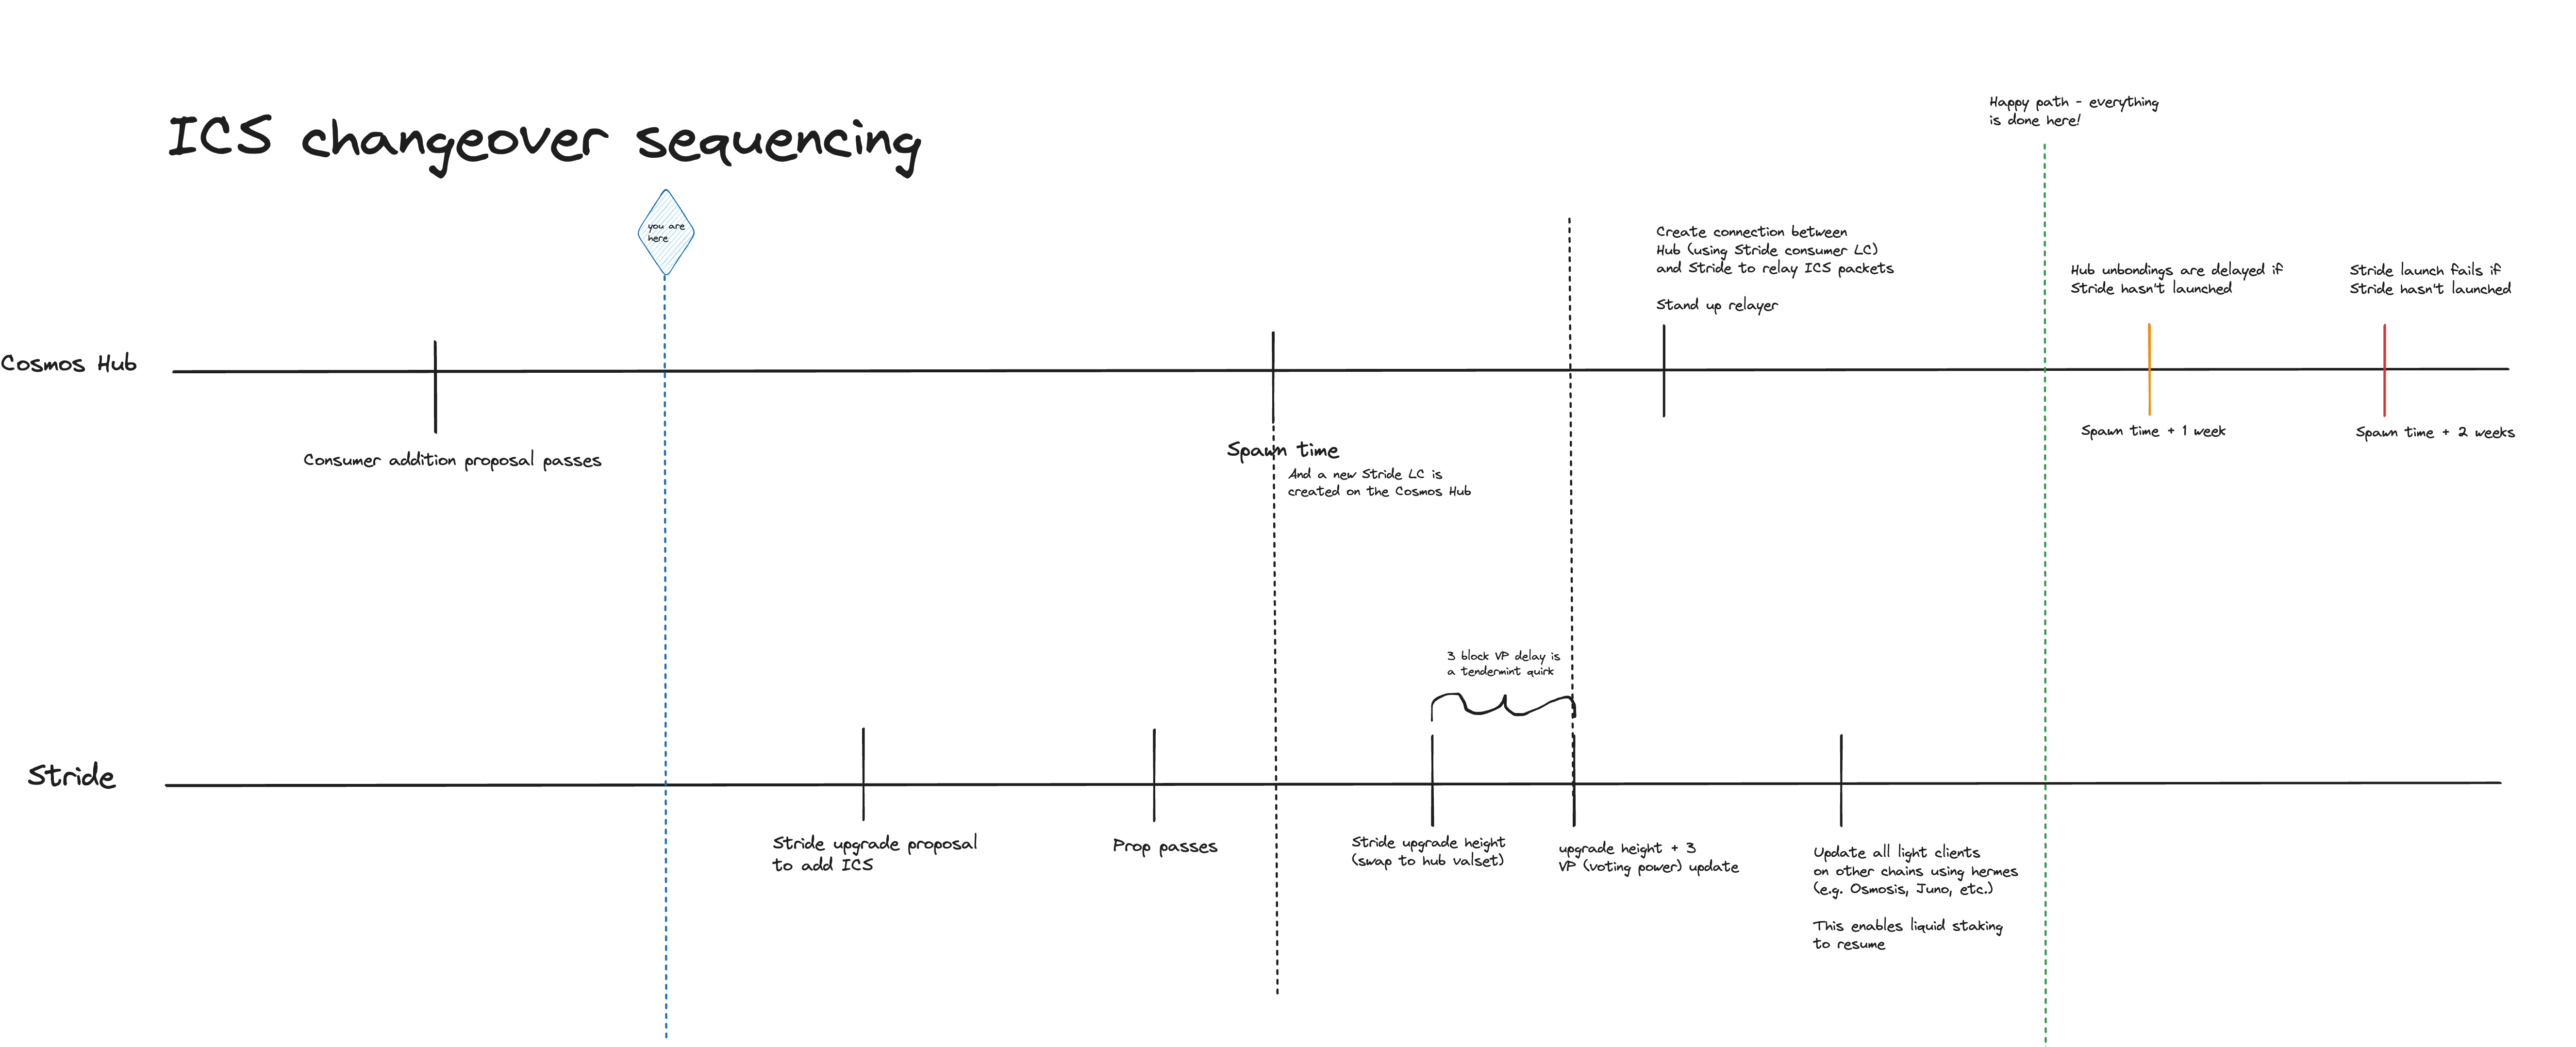 ICS changeover sequencing
you are
here
Happy path - everything
is done here!
Create connection between
Hub (using Stride consumer LC)
and Stride to relay ICS packets
Stand up relayer
Hub unbondings are delayed if
Stride hasn't launched
Stride launch fails if
Stride hasn't launched
Cosmos Hub
Consumer addition proposal passes
Spawn time
And a new Stride LC is
created on the Cosmos Hub
Spawn time + 1 week
Spawn time + 2 weeks
3 block VP delay is
a tendermint quirk
Stride
Stride upgrade proposal
to add ICS
Prop passes
Stride upgrade height
(swap to hub valset)
upgrade height + 3
VP (voting power) update
Update all light clients
on other chains using hermes
(e.g. Osmosis, Juno, etc.)
This enables liquid staking
to resume